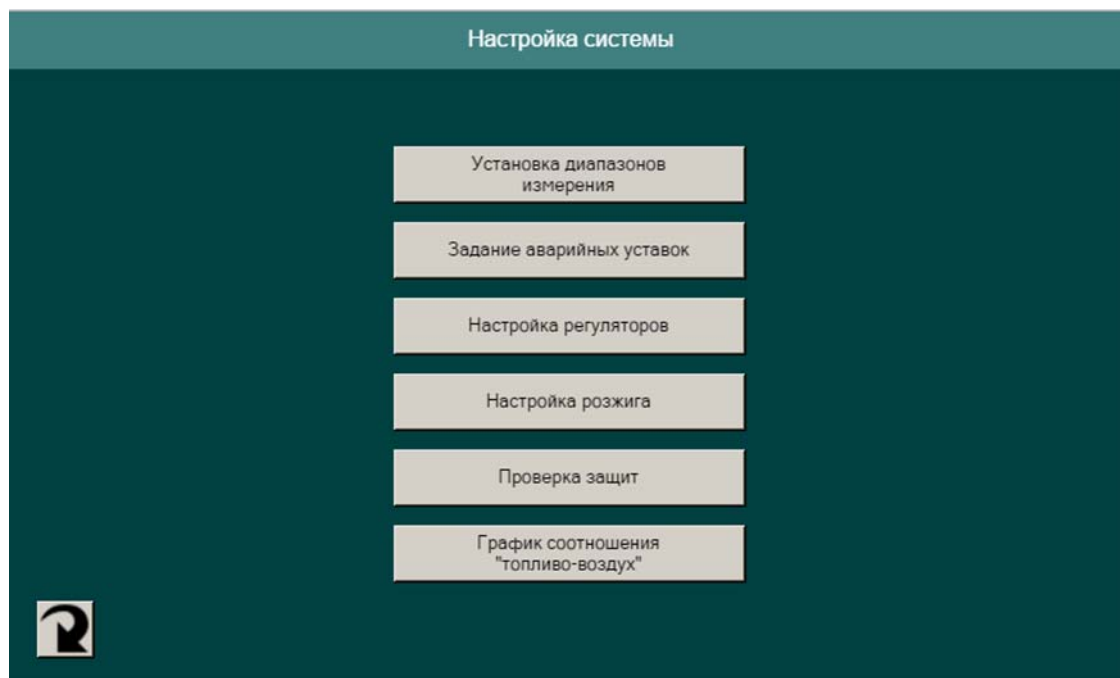 Настройка системы
Установка диапазонов
измерения
Задание аварийных уставок
Настройка регуляторов
Настройка розжига
Проверка защит
График соотношения
"топливо-воздух"